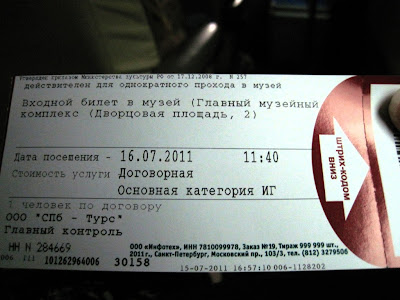 Утверждено приказом Министерства культуры РФ от 17.12.2008 г. N 257
действителен для однократного прохода в музей
Входной билет в музей (Главный музейный
комплекс (Дворцовая площадь, 2)
Дата посещения - 16.07.2011 11:40
Стоимость услуги Договорная
Основная категория ИГ
1 человек по договору
ООО "СПб - Турс"
Главный контроль
НН N 284669
ООО «Инфотех», ИНН 7810099978, Заказ №19, Тираж 999 999 шт.,
2011 г., Санкт-Петербург, Московский пр., 103/3, тел. (812) 3279506
006 111 101262964006 30158
15-07-2011 16:57:10 006-1128202
ШТРИХ-КОДОМ
ВНИЗ